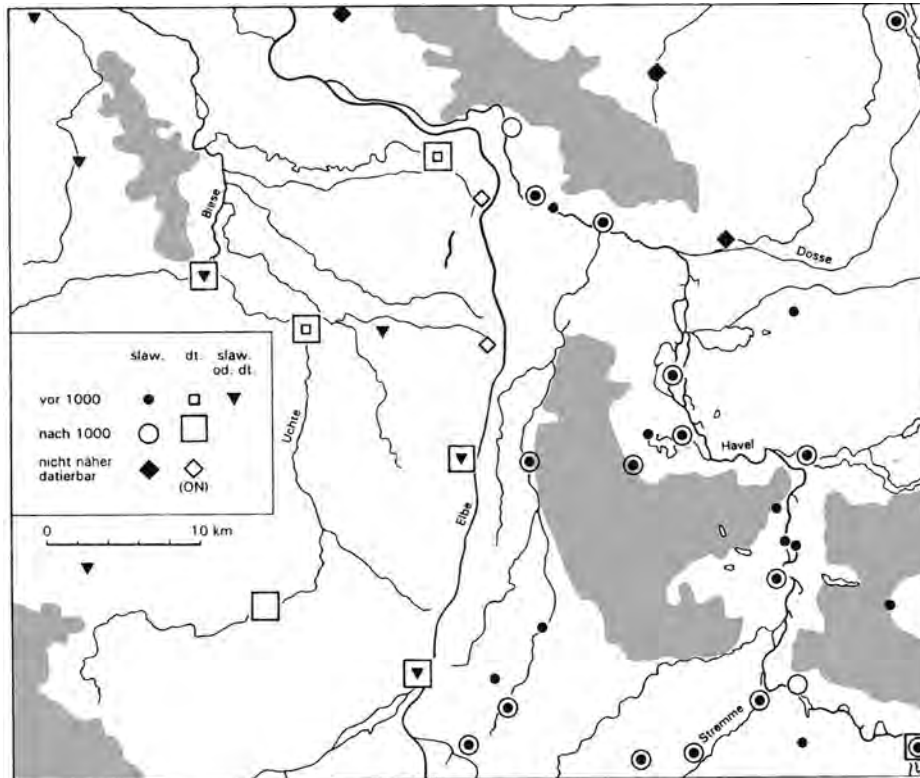 Biese
Dosse
slaw. dt. slaw.
od. dt.
vor 1000
nach 1000
nicht näher
datierbar
(ON)
Uchte
Havel
Elbe
0 10 km
Stremme